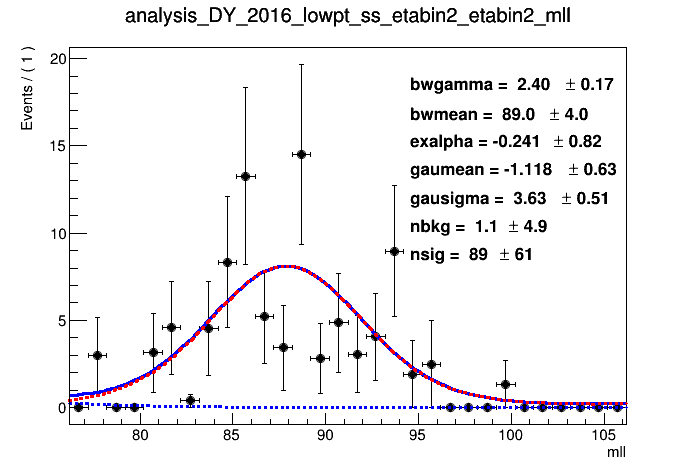 analysis_DY_2016_lowpt_ss_etabin2_etabin2_mll
Events / ( 1 )
20
15
10
5
0
bwgamma = 2.40 ± 0.17
bwmean = 89.0 ± 4.0
exalpha = -0.241 ± 0.82
gaumean = -1.118 ± 0.63
gausigma = 3.63 ± 0.51
nbkg = 1.1 ± 4.9
nsig = 89 ± 61
80 85 90 95 100 105
mll